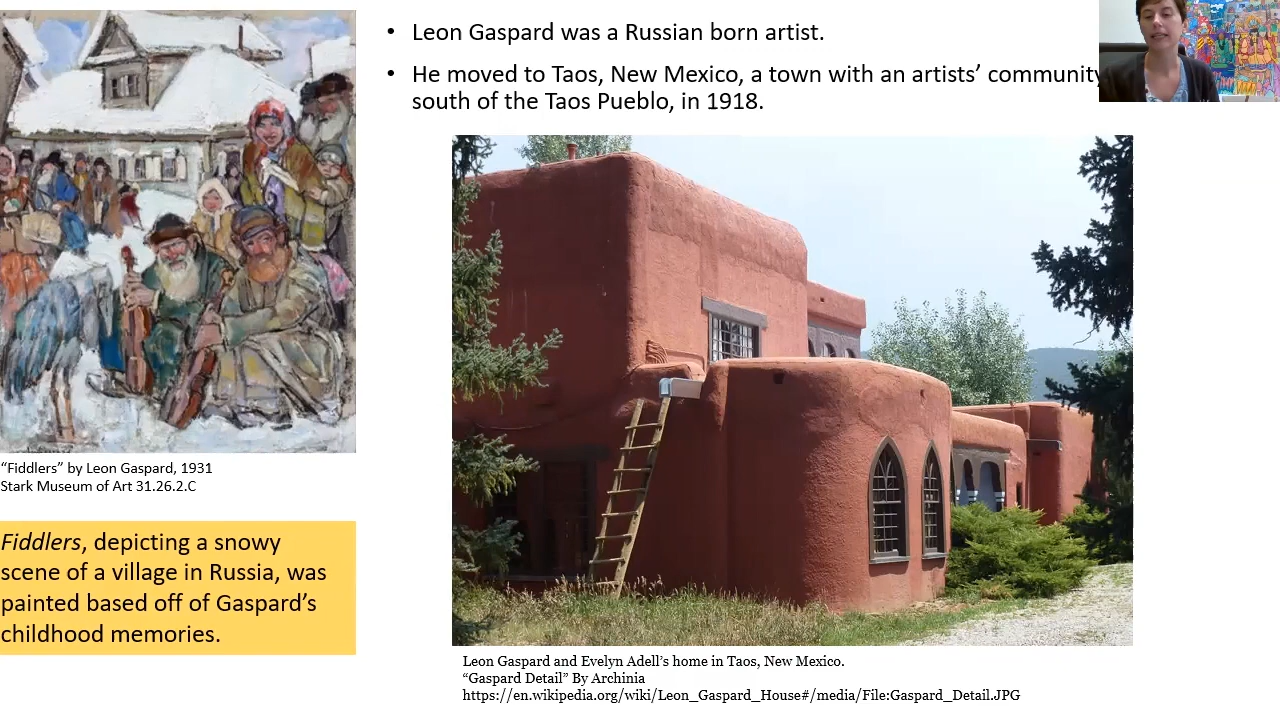 • Leon Gaspard was a Russian born artist.
• He moved to Taos, New Mexico, a town with an artists’ community
south of the Taos Pueblo, in 1918.
“Fiddlers” by Leon Gaspard, 1931
Stark Museum of Art 31.26.2.C
Fiddlers, depicting a snowy
scene of a village in Russia, was
painted based off of Gaspard’s
childhood memories.
Leon Gaspard and Evelyn Adell’s home in Taos, New Mexico.
“Gaspard Detail” By Archinia
https://en.wikipedia.org/wiki/Leon_Gaspard_House#/media/File:Gaspard_Detail.JPG